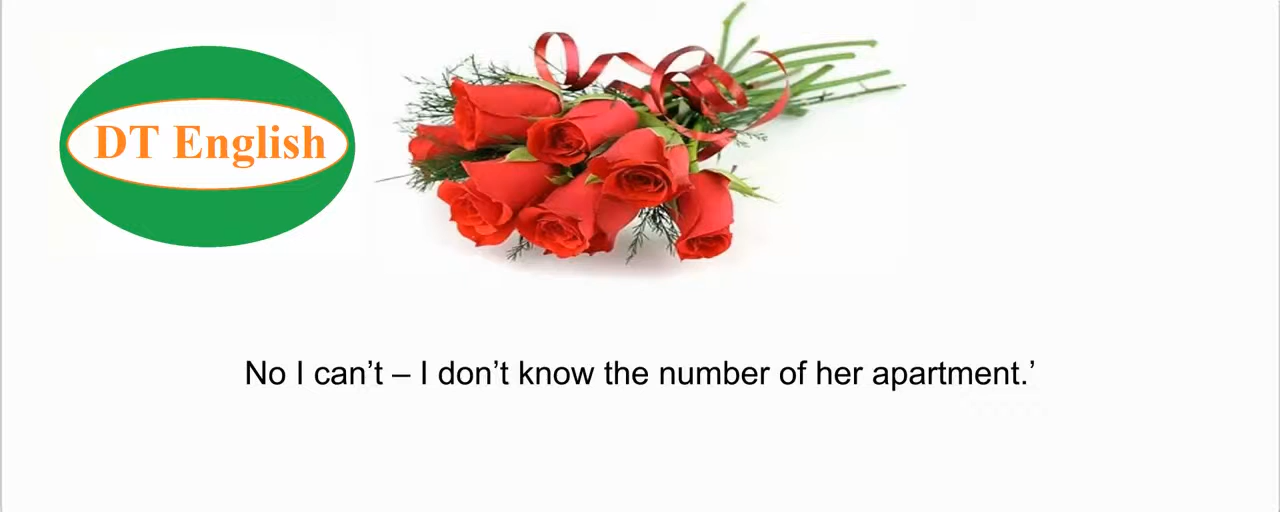 DT English
No I can’t – I don’t know the number of her apartment.’